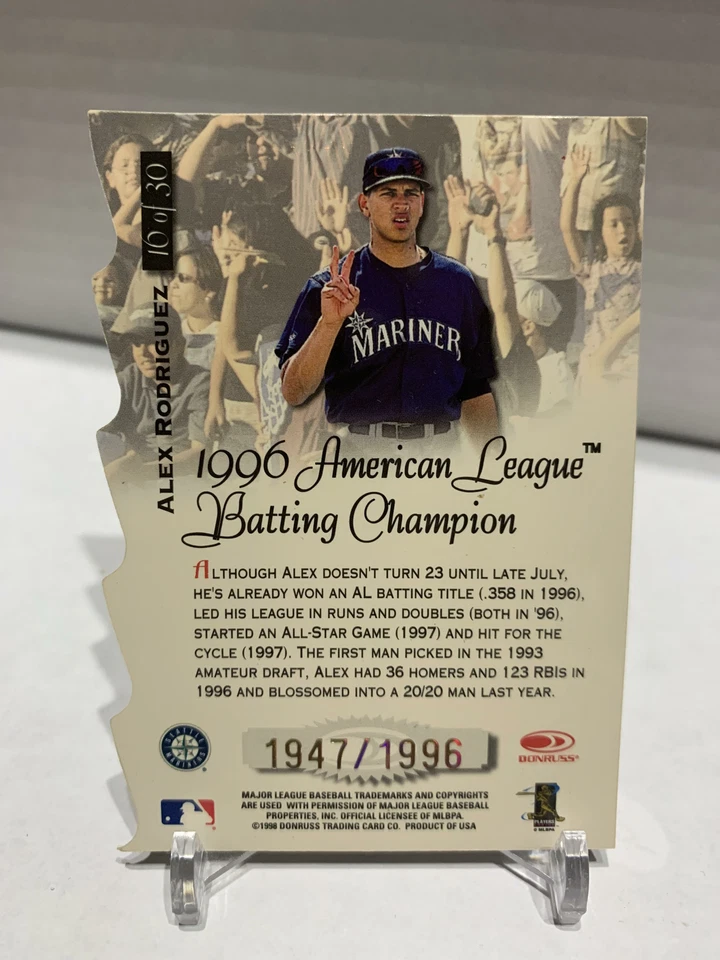 ALEX RODRIGUEZ 10 of 30
MARINER
1996 American League™
Batting Champion
ALTHOUGH ALEX DOESN'T TURN 23 UNTIL LATE JULY,
HE'S ALREADY WON AN AL BATTING TITLE (.358 IN 1996),
LED HIS LEAGUE IN RUNS AND DOUBLES (BOTH IN '96),
STARTED AN ALL-STAR GAME (1997) AND HIT FOR THE
CYCLE (1997). THE FIRST MAN PICKED IN THE 1993
AMATEUR DRAFT, ALEX HAD 36 HOMERS AND 123 RBIS IN
1996 AND BLOSSOMED INTO A 20/20 MAN LAST YEAR.
SEATTLE
MARINERS
1947/1996
DONRUSS®
MAJOR LEAGUE BASEBALL TRADEMARKS AND COPYRIGHTS
ARE USED WITH PERMISSION OF MAJOR LEAGUE BASEBALL
PROPERTIES, INC. OFFICIAL LICENSEE OF MLBPA.
©1998 DONRUSS TRADING CARD CO. PRODUCT OF USA
PLAYERS
© MLBPA